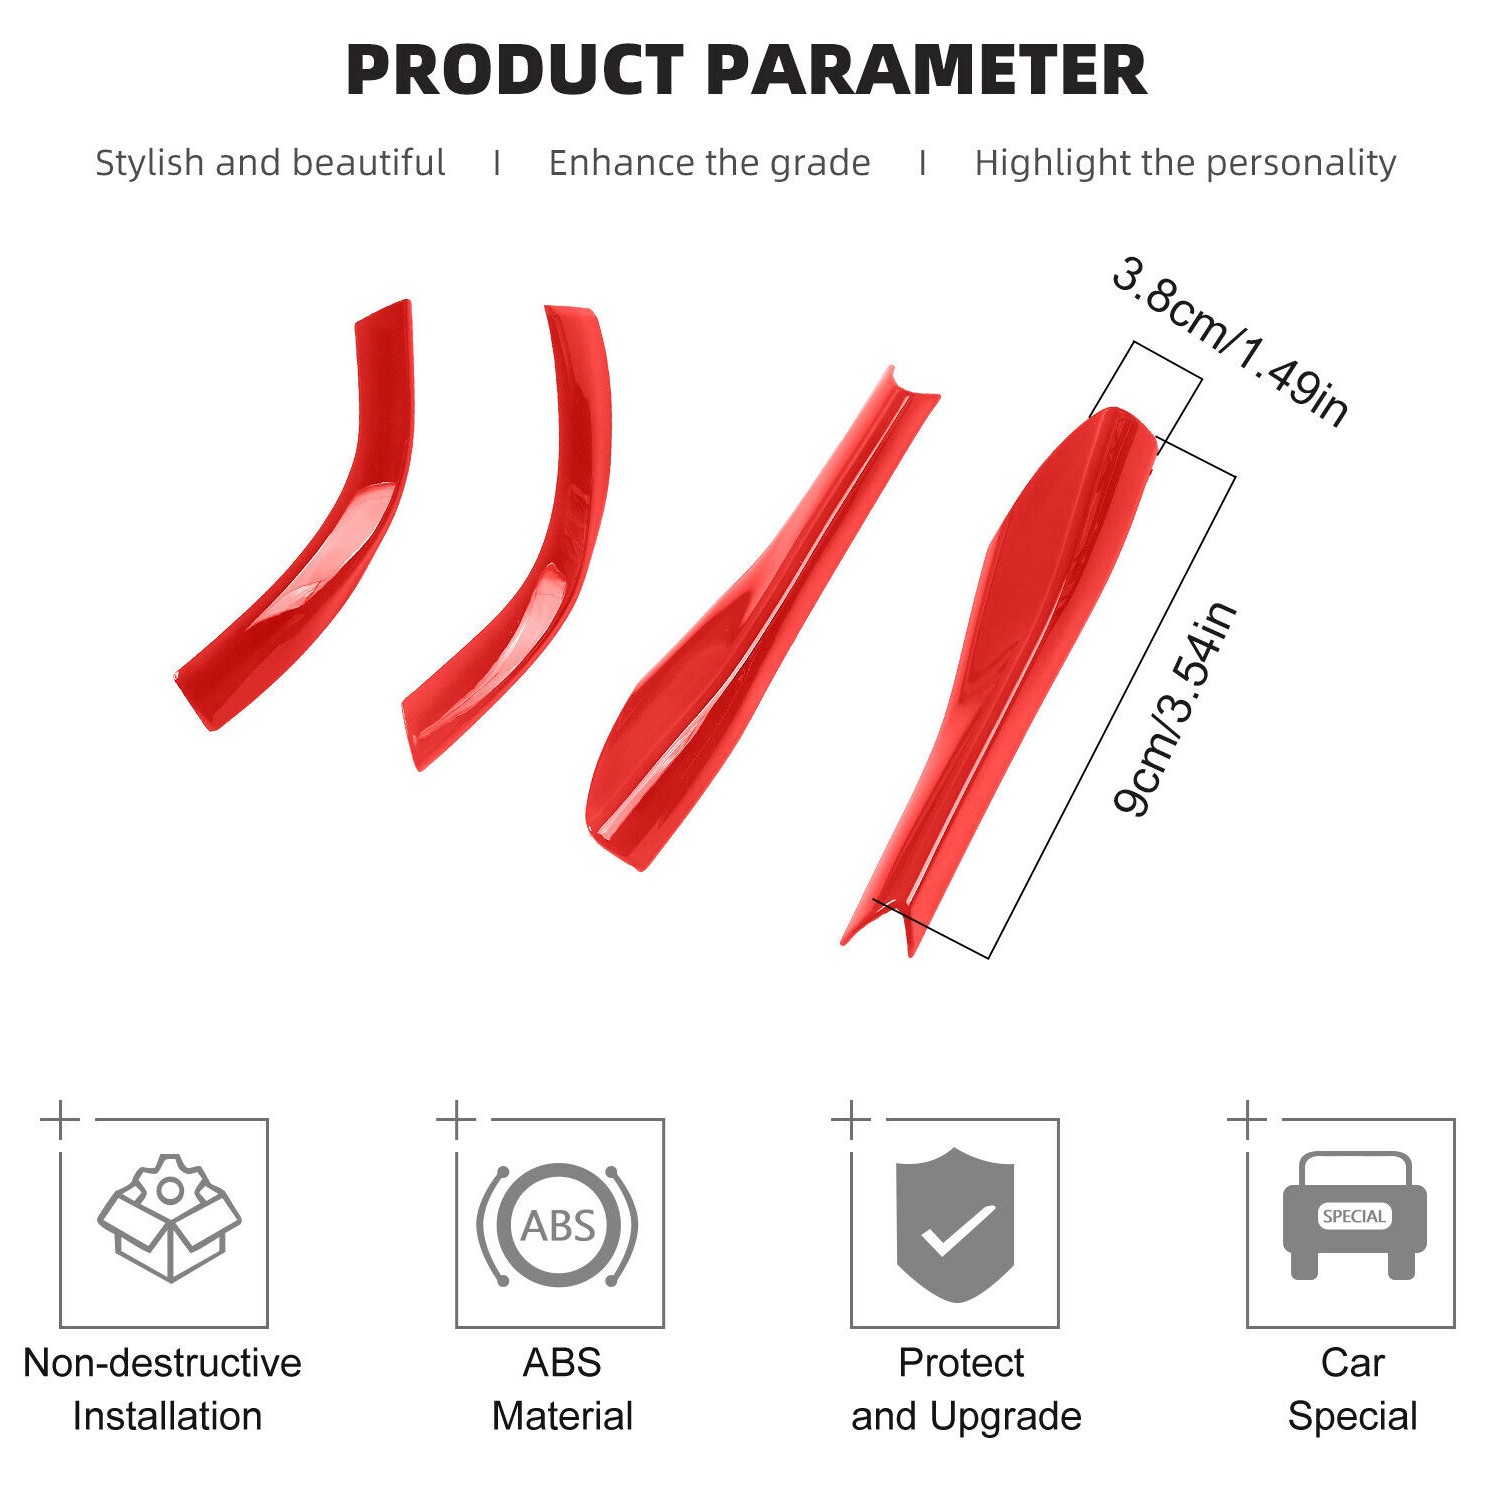 PRODUCT PARAMETER
Stylish and beautiful I Enhance the grade I Highlight the personality
3.8cm/1.49in
9cm/3.54in
ABS
SPECIAL
Non-destructive
Installation
ABS
Material
Protect
and Upgrade
Car
Special